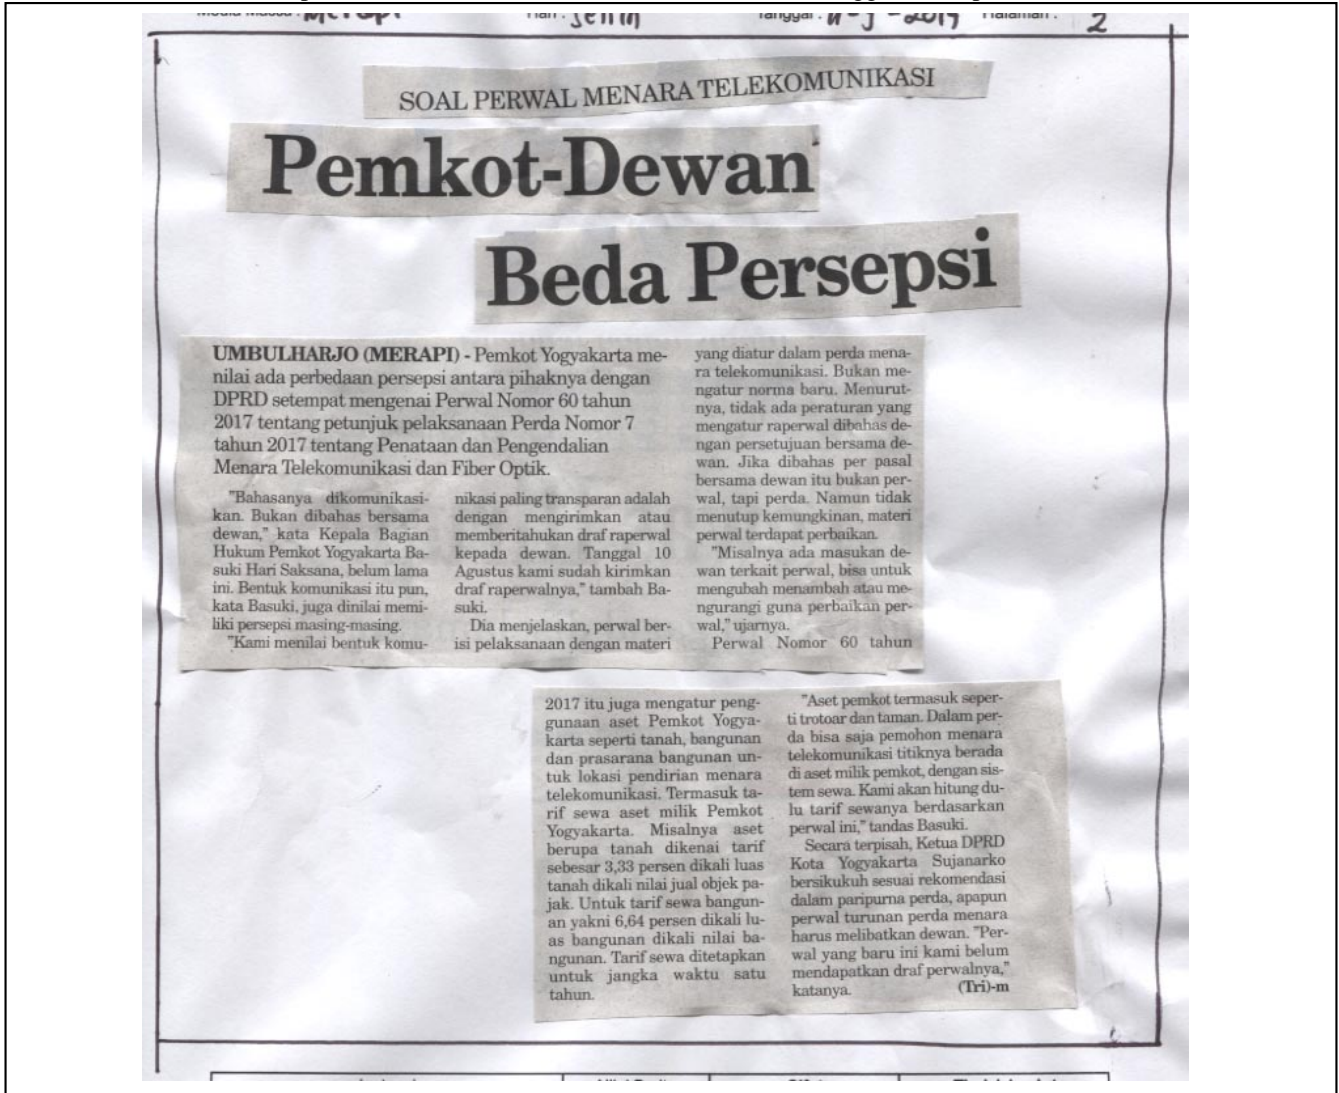 Merapi Hari : Senin Tanggal : Halaman : 2
SOAL PERWAL MENARA TELEKOMUNIKASI
Pemkot-Dewan
Beda Persepsi
UMBULHARJO (MERAPI) - Pemkot Yogyakarta me-
nilai ada perbedaan persepsi antara pihaknya dengan
DPRD setempat mengenai Perwal Nomor 60 tahun
2017 tentang petunjuk pelaksanaan Perda Nomor 7
tahun 2017 tentang Penataan dan Pengendalian
Menara Telekomunikasi dan Fiber Optik.
"Bahasanya dikomunikasi-
kan. Bukan dibahas bersama
dewan," kata Kepala Bagian
Hukum Pemkot Yogyakarta Ba-
suki Hari Saksana, belum lama
ini. Bentuk komunikasi itu pun,
kata Basuki, juga dinilai memi-
liki persepsi masing-masing.
"Kami menilai bentuk komu-
nikasi paling transparan adalah
dengan mengirimkan atau
memberitahukan draf raperwal
kepada dewan. Tanggal 10
Agustus kami sudah kirimkan
draf raperwalnya," tambah Ba-
suki.
Dia menjelaskan, perwal ber-
isi pelaksanaan dengan materi
yang diatur dalam perda mena-
ra telekomunikasi. Bukan me-
ngatur norma baru. Menurut-
nya, tidak ada peraturan yang
mengatur raperwal dibahas de-
ngan persetujuan bersama de-
wan. Jika dibahas per pasal
bersama dewan itu bukan per-
wal, tapi perda. Namun tidak
menutup kemungkinan, materi
perwal terdapat perbaikan.
"Misalnya ada masukan de-
wan terkait perwal, bisa untuk
mengubah menambah atau me-
ngurangi guna perbaikan per-
wal," ujarnya.
Perwal Nomor 60 tahun
2017 itu juga mengatur peng-
gunaan aset Pemkot Yogya-
karta seperti tanah, bangunan
dan prasarana bangunan un-
tuk lokasi pendirian menara
telekomunikasi. Termasuk ta-
rif sewa aset milik Pemkot
Yogyakarta. Misalnya aset
berupa tanah dikenai tarif
sebesar 3,33 persen dikali luas
tanah dikali nilai jual objek pa-
jak. Untuk tarif sewa bangun-
an yakni 6,64 persen dikali lu-
as bangunan dikali nilai ba-
ngunan. Tarif sewa ditetapkan
untuk jangka waktu satu
tahun.
"Aset pemkot termasuk seper-
ti trotoar dan taman. Dalam per-
da bisa saja pemohon menara
telekomunikasi titiknya berada
di aset milik pemkot, dengan sis-
tem sewa. Kami akan hitung du-
lu tarif sewanya berdasarkan
perwal ini," tandas Basuki.
Secara terpisah, Ketua DPRD
Kota Yogyakarta Sujanarko
bersikukuh sesuai rekomendasi
dalam paripurna perda, apapun
perwal turunan perda menara
harus melibatkan dewan. "Per-
wal yang baru ini kami belum
mendapatkan draf perwalnya,"
katanya. (Tri)-m